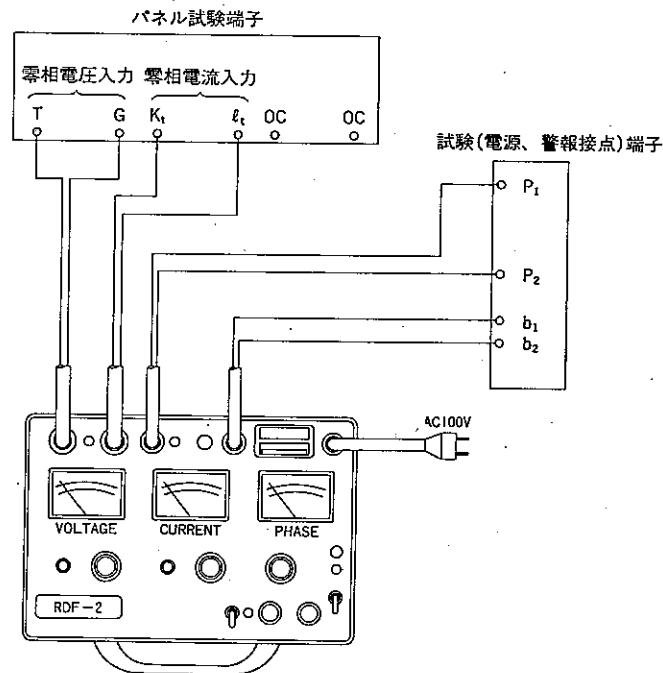 パネル試験端子
零相電圧入力 零相電流入力
T G Kt ℓt OC OC
試験(電源、警報接点)端子
P1
P2
b1
b2
AC100V
VOLTAGE CURRENT PHASE
RDF-2